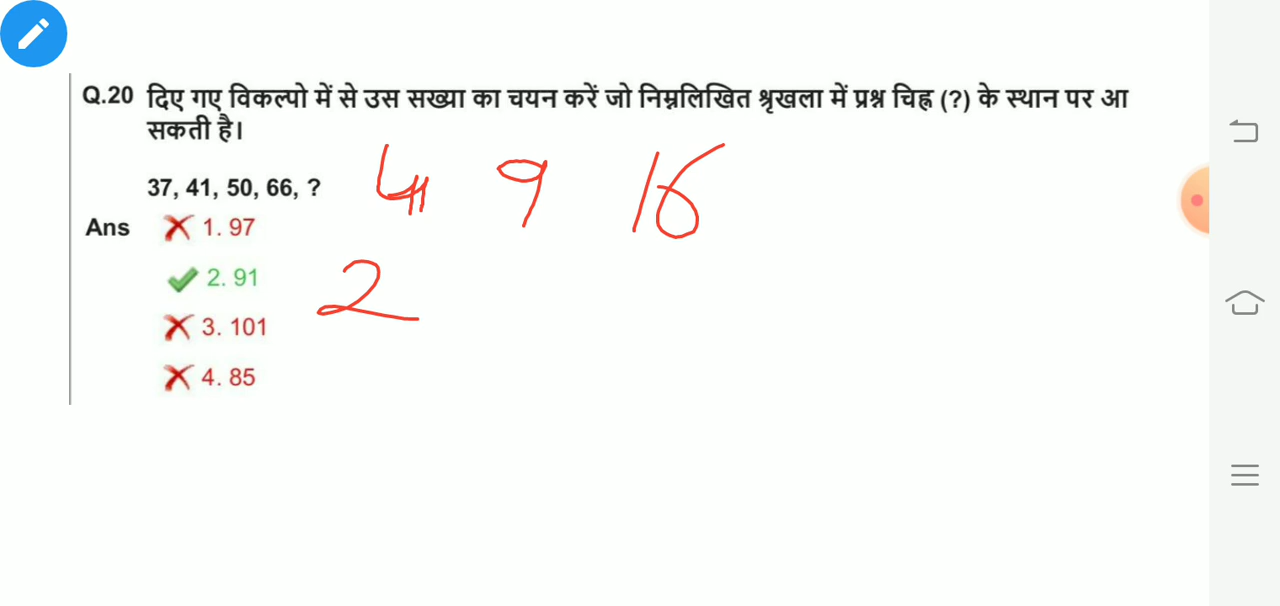 Q.20 दिए गए विकल्पो में से उस सख्या का चयन करें जो निम्नलिखित श्रृखला में प्रश्न चिह्न (?) के स्थान पर आ
सकती है।
37, 41, 50, 66, ? 4 9 16
Ans 1. 97
2. 91
2
3. 101
4. 85